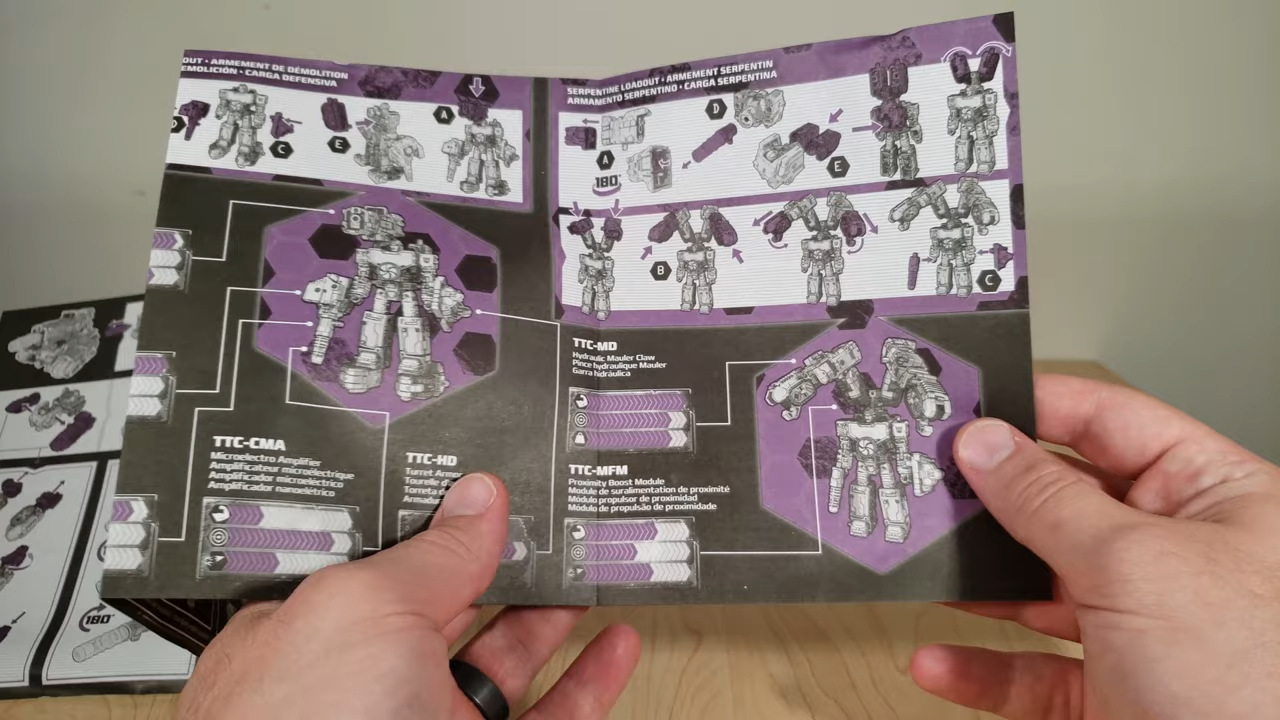 OUT • ARMEMENT DE DÉMOLITION
EMOLICIÓN • CARGA DEFENSIVA
C
E
A
SERPENTINE LOADOUT • ARMEMENT SERPENTIN
ARMAMENTO SERPENTINO • CARGA SERPENTINA
A
180°
D
E
B
C
TTC-CMA
Microelectro Amplifier
Amplificateur microélectrique
Amplificador microeléctrico
Amplificador nanoelétrico
TTC-HD
Turret Armor
Tourelle
Torreta
TTC-MD
Hydraulic Mauler Claw
Pince hydraulique Mauler
Garra hidráulica
TTC-MFM
Proximity Boost Module
Module de suralimentation de proximité
Módulo propulsor de proximidad
Módulo de propulsão de proximidade
180°